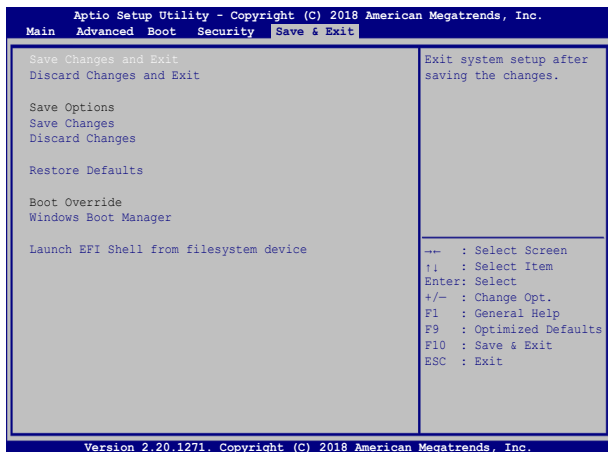 Aptio Setup Utility - Copyright (C) 2018 American Megatrends, Inc.
Main Advanced Boot Security Save & Exit
Save Changes and Exit
Discard Changes and Exit
Save Options
Save Changes
Discard Changes
Restore Defaults
Boot Override
Windows Boot Manager
Launch EFI Shell from filesystem device
Exit system setup after
saving the changes.
→← : Select Screen
↑↓ : Select Item
Enter: Select
+/— : Change Opt.
F1 : General Help
F9 : Optimized Defaults
F10 : Save & Exit
ESC : Exit
Version 2.20.1271. Copyright (C) 2018 American Megatrends, Inc.